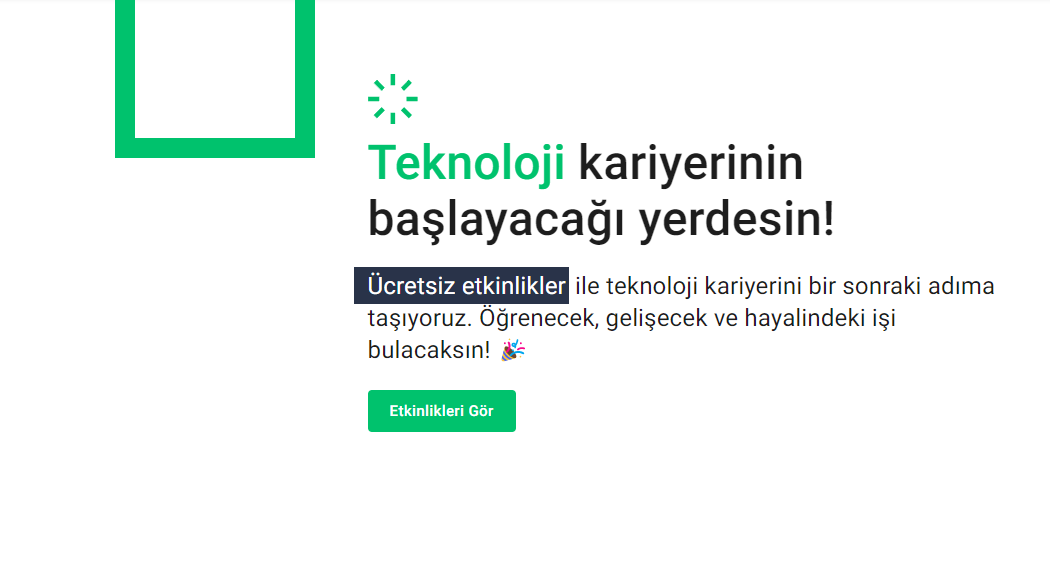 Teknoloji kariyerinin
başlayacağı yerdesin!
Ücretsiz etkinlikler ile teknoloji kariyerini bir sonraki adıma
taşıyoruz. Öğrenecek, gelişecek ve hayalindeki işi
bulacaksın! 🎉
Etkinlikleri Gör